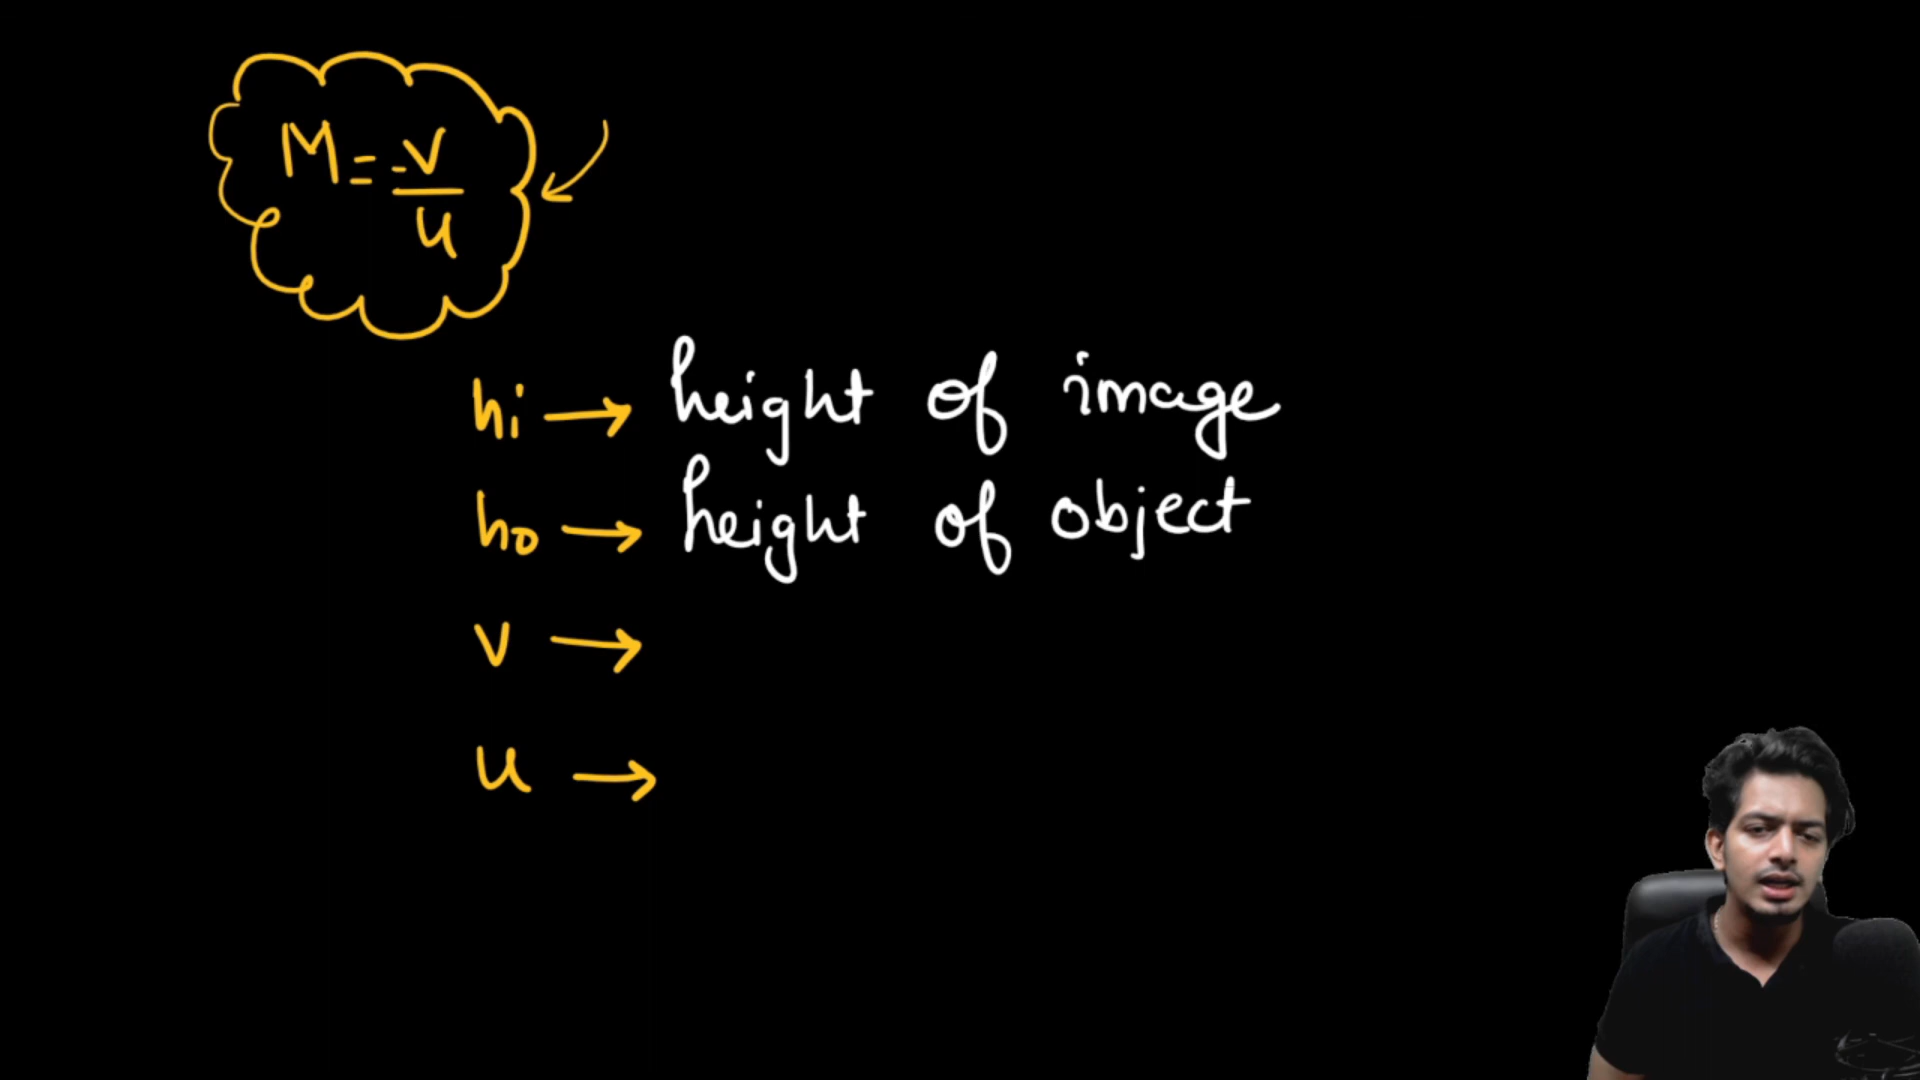 M = -v
u
hi → height of image
ho → height of object
v →
u →